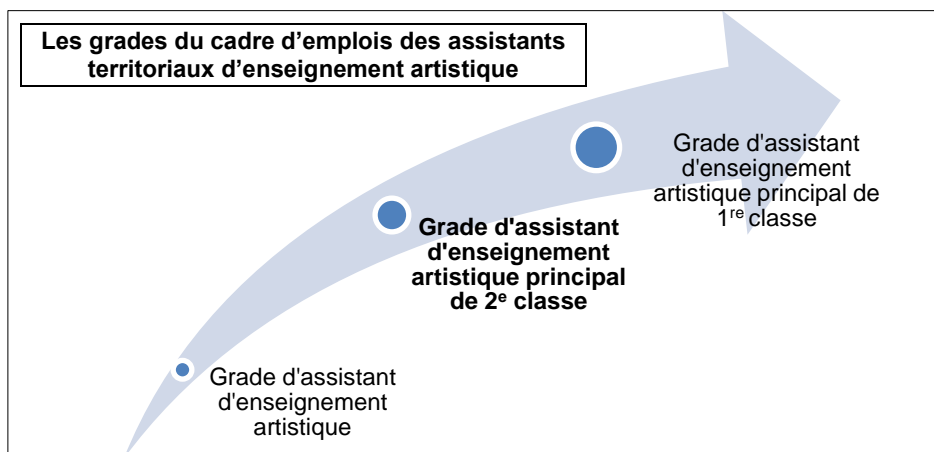 Les grades du cadre d'emplois des assistants
territoriaux d'enseignement artistique
Grade d'assistant
d'enseignement
artistique principal de
1re classe
Grade d'assistant
d'enseignement
artistique principal
de 2e classe
Grade d'assistant
d'enseignement
artistique